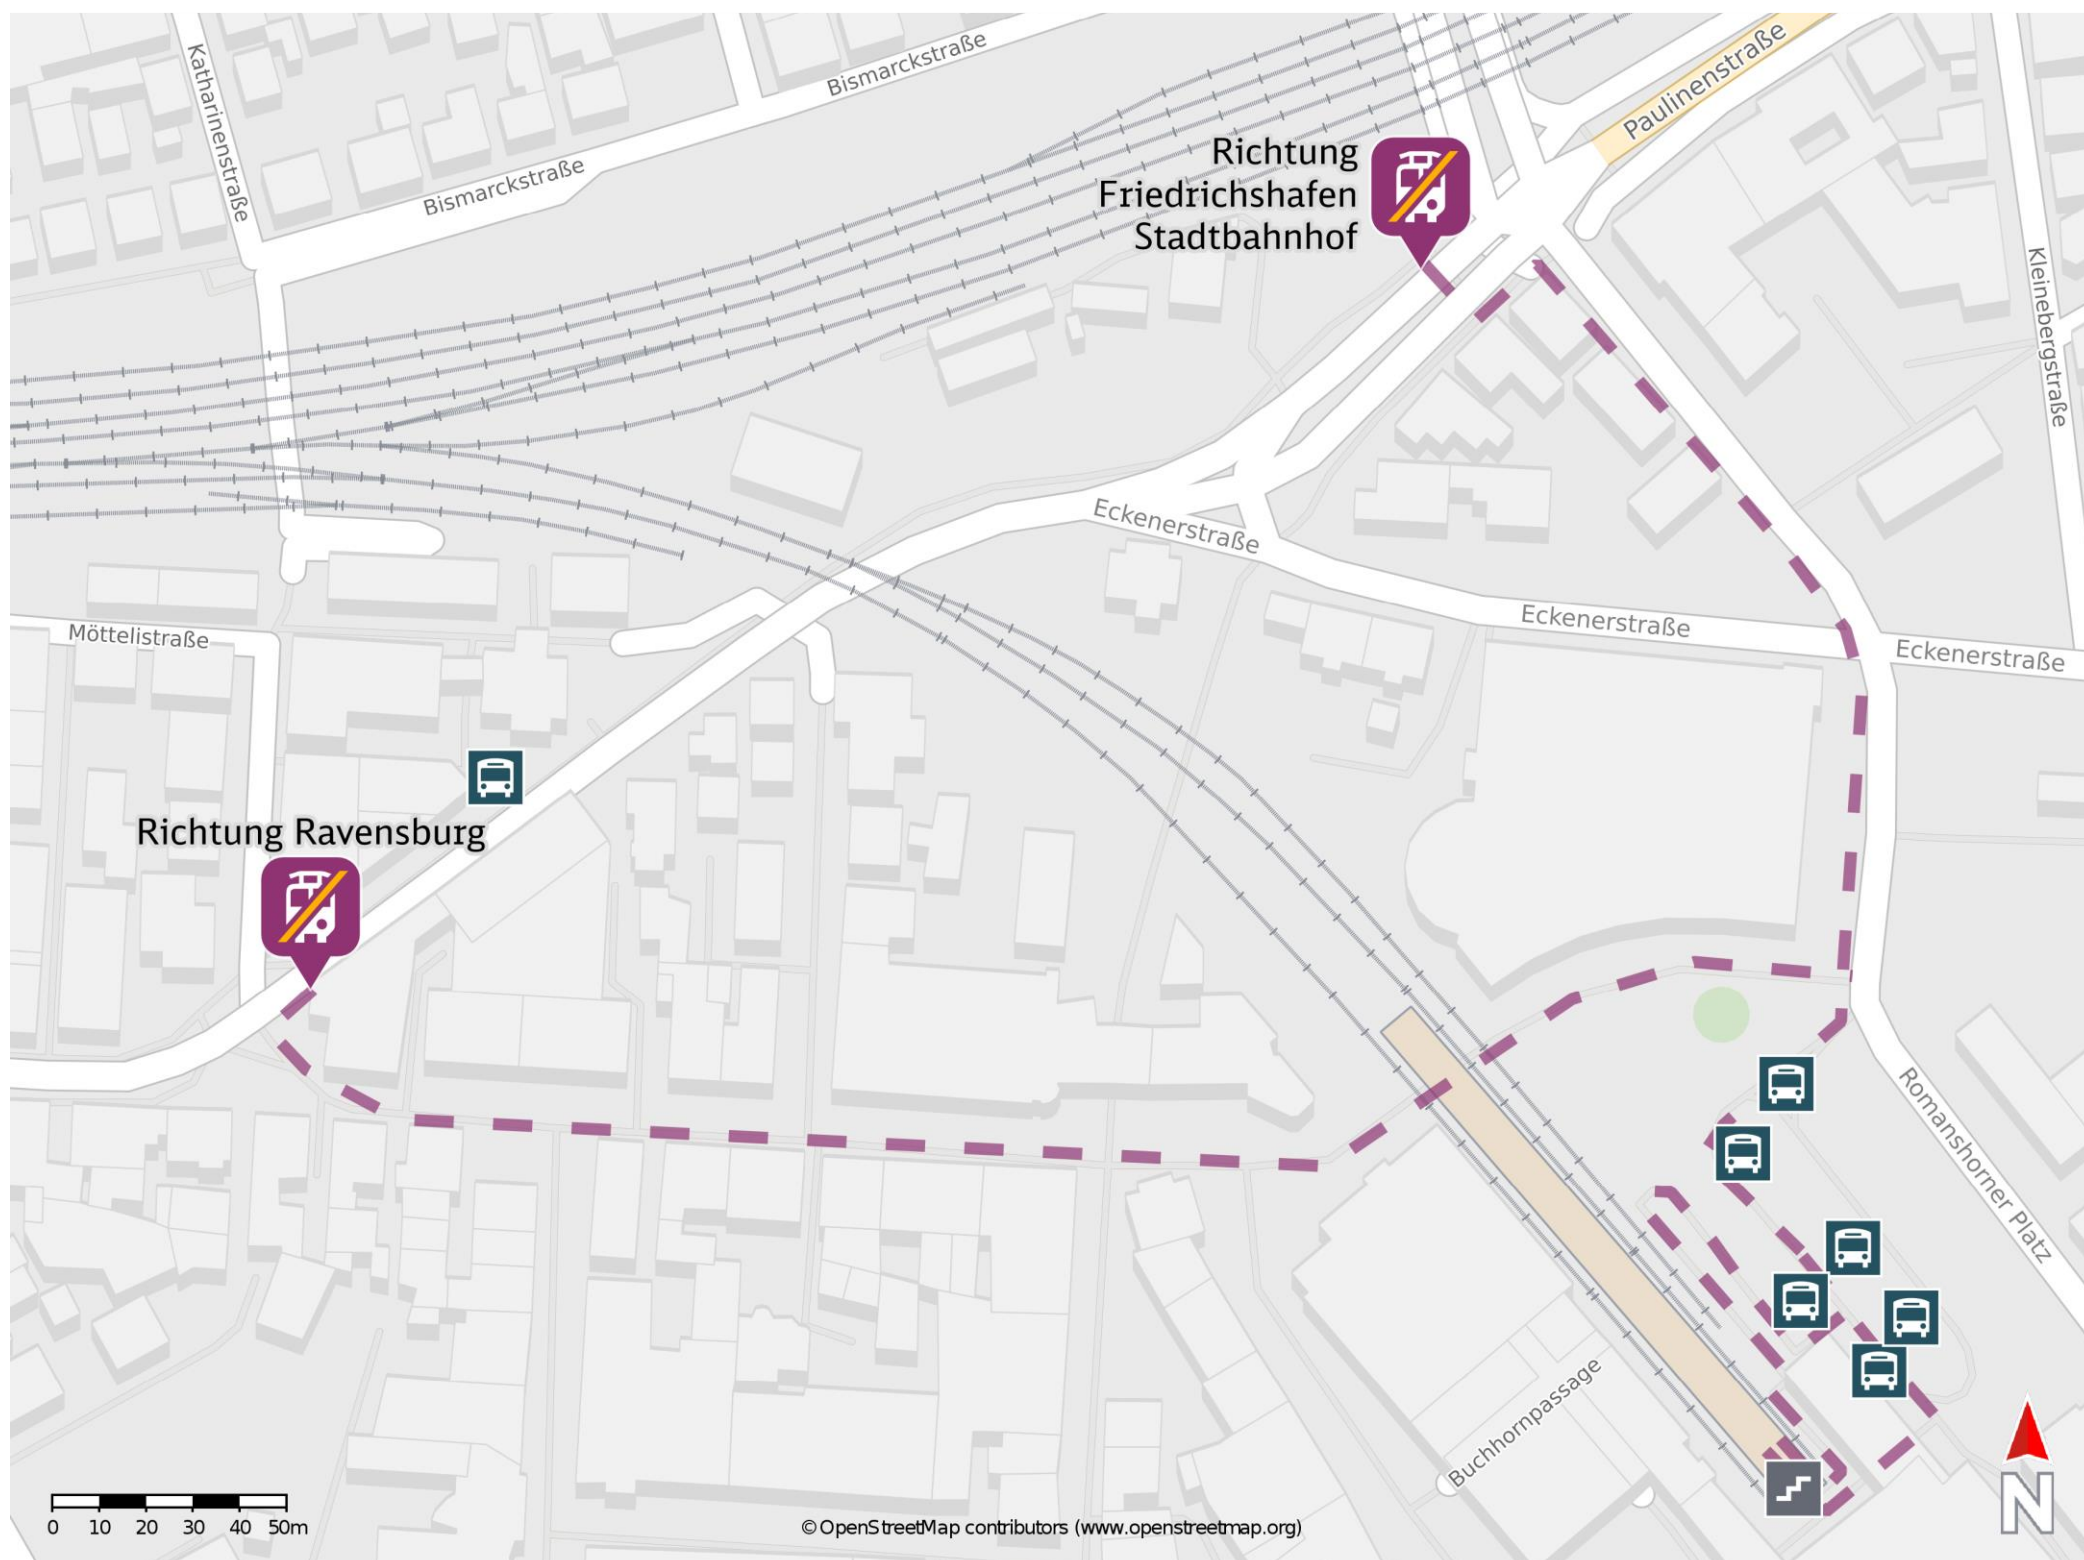 Katharinenstraße
Bismarckstraße
Bismarckstraße
Paulinenstraße
Richtung
Friedrichshafen
Stadtbahnhof
Kleinebergstraße
Eckenerstraße
Eckenerstraße
Eckenerstraße
Möttelistraße
Richtung Ravensburg
Romanshorner Platz
Buchhornpassage
0 10 20 30 40 50m
© OpenStreetMap contributors (www.openstreetmap.org)
N